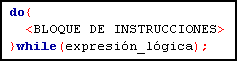 do{
<BLOQUE DE INSTRUCCIONES>
}while(expresión_lógica);